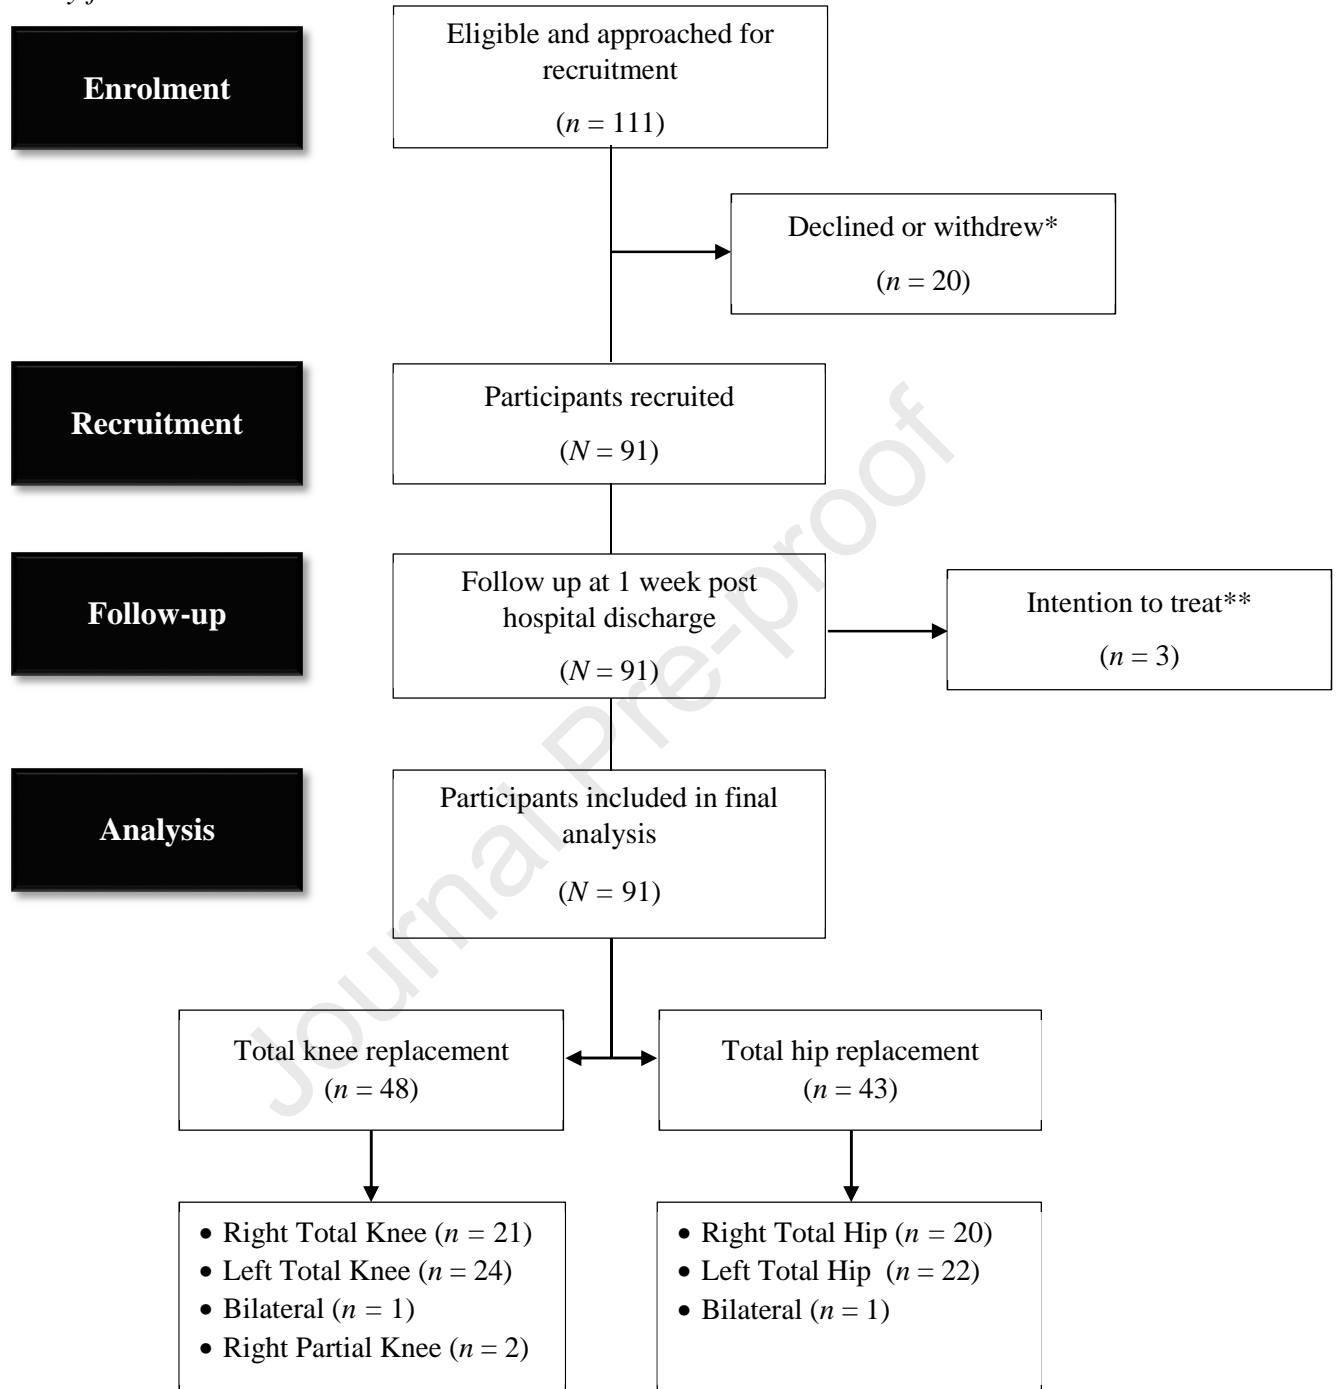 Enrolment
Eligible and approached for
recruitment
(n = 111)
Declined or withdrew*
(n = 20)
Recruitment
Participants recruited
(N = 91)
Follow-up
Follow up at 1 week post
hospital discharge
(N = 91)
Intention to treat**
(n = 3)
Analysis
Participants included in final
analysis
(N = 91)
Total knee replacement
(n = 48)
Total hip replacement
(n = 43)
• Right Total Knee (n = 21)
• Left Total Knee (n = 24)
• Bilateral (n = 1)
• Right Partial Knee (n = 2)
• Right Total Hip (n = 20)
• Left Total Hip (n = 22)
• Bilateral (n = 1)
Journal Pre-proof